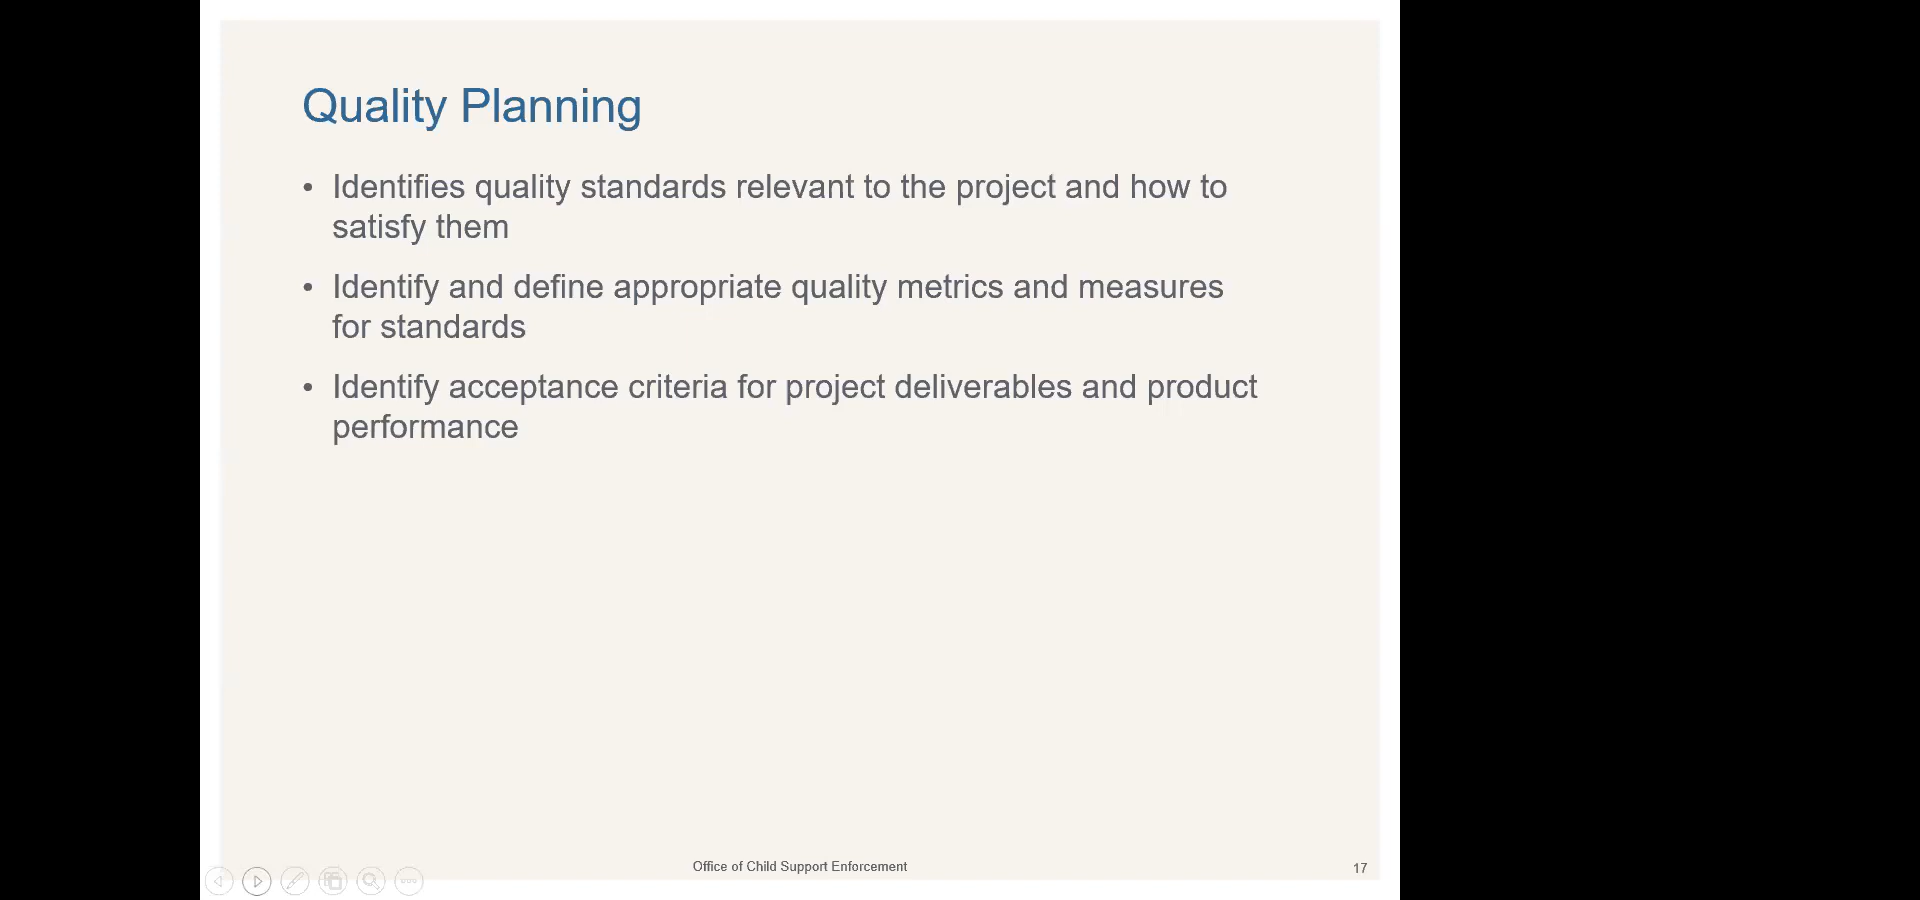 Quality Planning
• Identifies quality standards relevant to the project and how to
satisfy them
• Identify and define appropriate quality metrics and measures
for standards
• Identify acceptance criteria for project deliverables and product
performance
Office of Child Support Enforcement
17